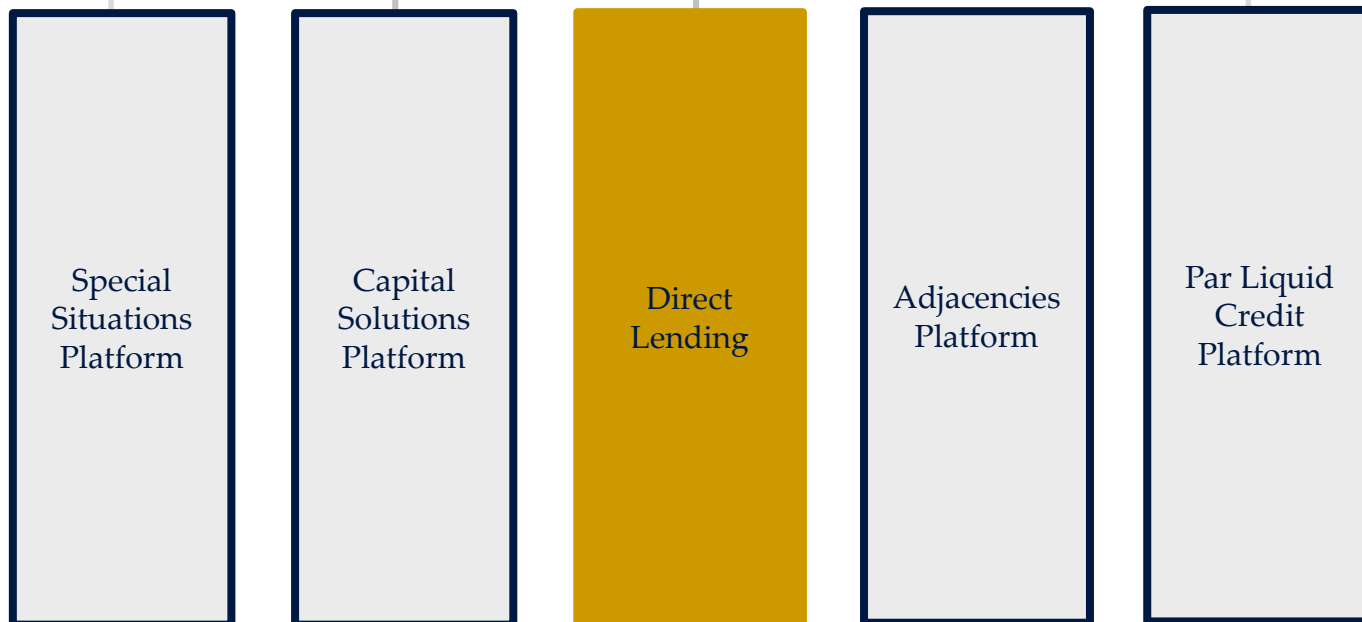 Special
Situations
Platform
Capital
Solutions
Platform
Direct
Lending
Adjacencies
Platform
Par Liquid
Credit
Platform